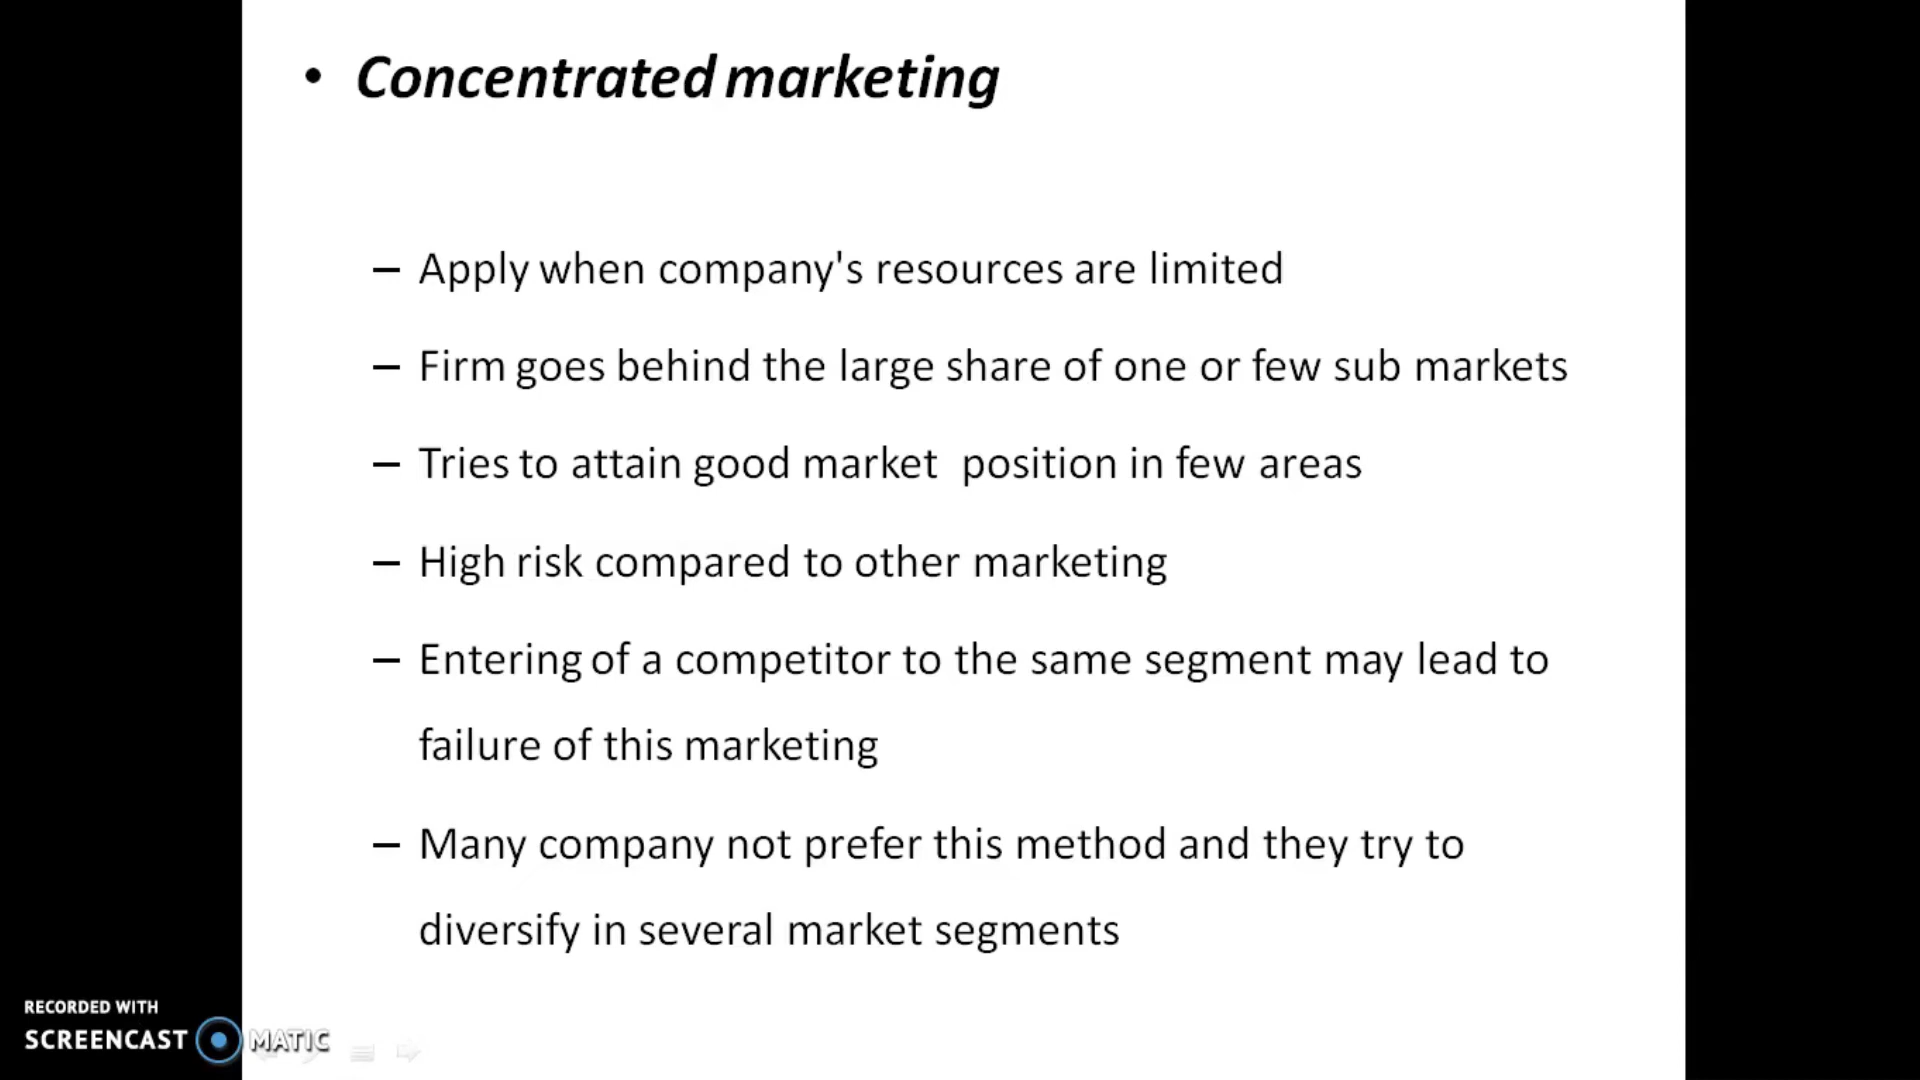 • Concentrated marketing
– Apply when company's resources are limited
– Firm goes behind the large share of one or few sub markets
– Tries to attain good market  position in few areas
– High risk compared to other marketing
– Entering of a competitor to the same segment may lead to
failure of this marketing
– Many company not prefer this method and they try to
diversify in several market segments
RECORDED WITH
SCREENCAST MATIC